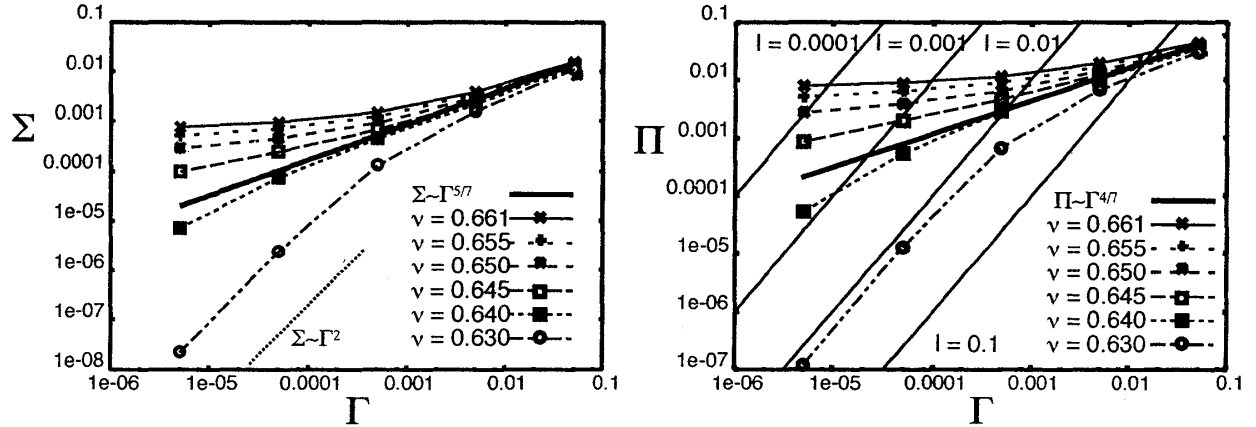 0.1
0.01
0.001
0.0001
1e-05
1e-06
1e-07
1e-08
Σ
Σ~Γ5/7
ν = 0.661
ν = 0.655
ν = 0.650
ν = 0.645
ν = 0.640
ν = 0.630
Σ~Γ2
1e-06 1e-05 0.0001 0.001 0.01 0.1
Γ
0.1
0.01
0.001
0.0001
1e-05
1e-06
1e-07
Π
I = 0.0001 I = 0.001 I = 0.01
Π~Γ4/7
ν = 0.661
ν = 0.655
ν = 0.650
ν = 0.645
ν = 0.640
ν = 0.630
I = 0.1
1e-06 1e-05 0.0001 0.001 0.01 0.1
Γ